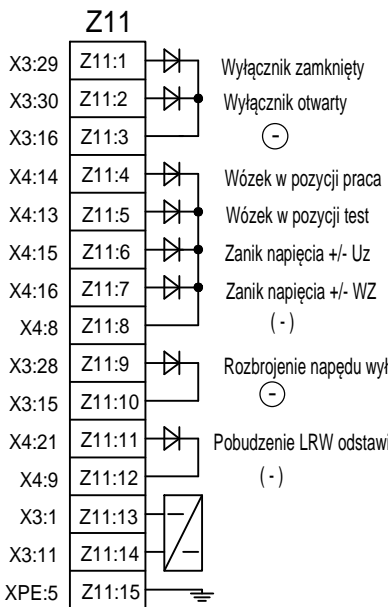 Z11
X3:29 Z11:1 Wyłącznik zamknięty
X3:30 Z11:2 Wyłącznik otwarty
X3:16 Z11:3 -
X4:14 Z11:4 Wózek w pozycji praca
X4:13 Z11:5 Wózek w pozycji test
X4:15 Z11:6 Zanik napięcia +/- Uz
X4:16 Z11:7 Zanik napięcia +/- WZ
X4:8 Z11:8 (-)
X3:28 Z11:9 Rozbrojenie napędu wył
X3:15 Z11:10 -
X4:21 Z11:11 Pobudzenie LRW odstawi
X4:9 Z11:12 (-)
X3:1 Z11:13
X3:11 Z11:14
XPE:5 Z11:15